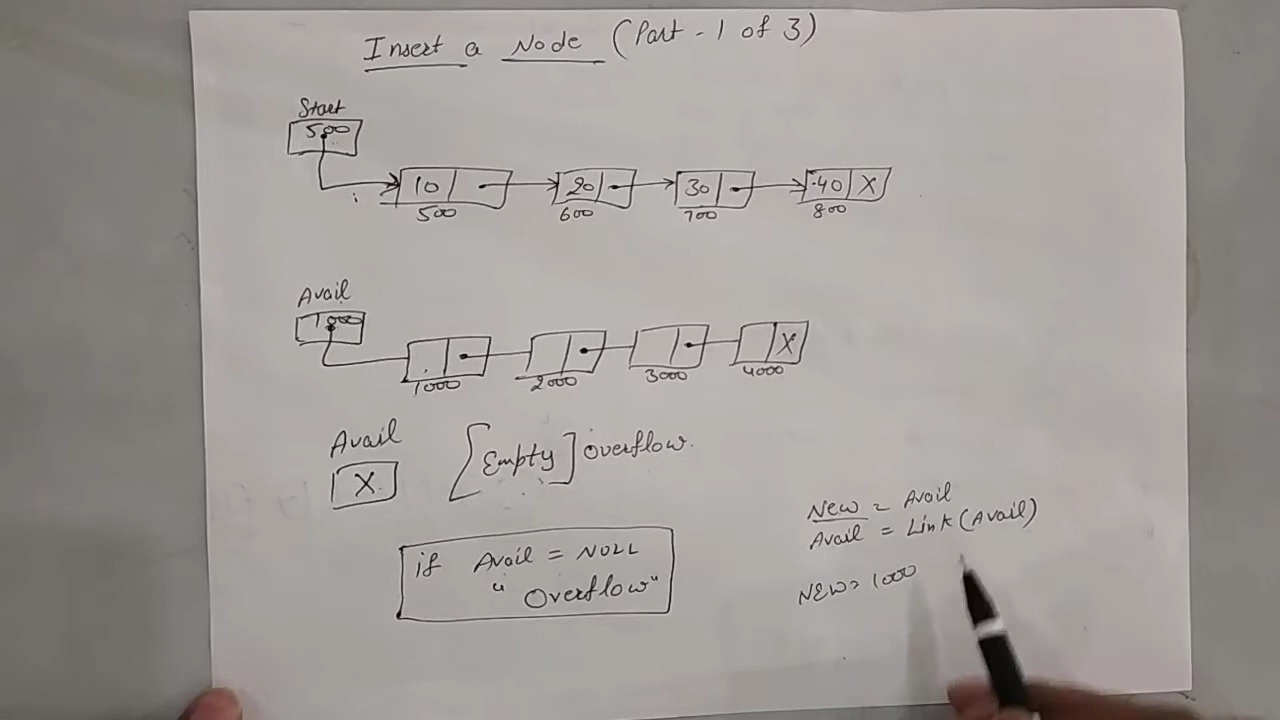 Insert a Node (Part - 1 of 3)
Start
500
10 20 30 40 X
500 600 700 800
Avail
1000
X
1000 2000 3000 4000
Avail
X
[Empty] Overflow.
if Avail = NULL
"Overflow"
New = Avail
Avail = Link (Avail)
NEW = 1000